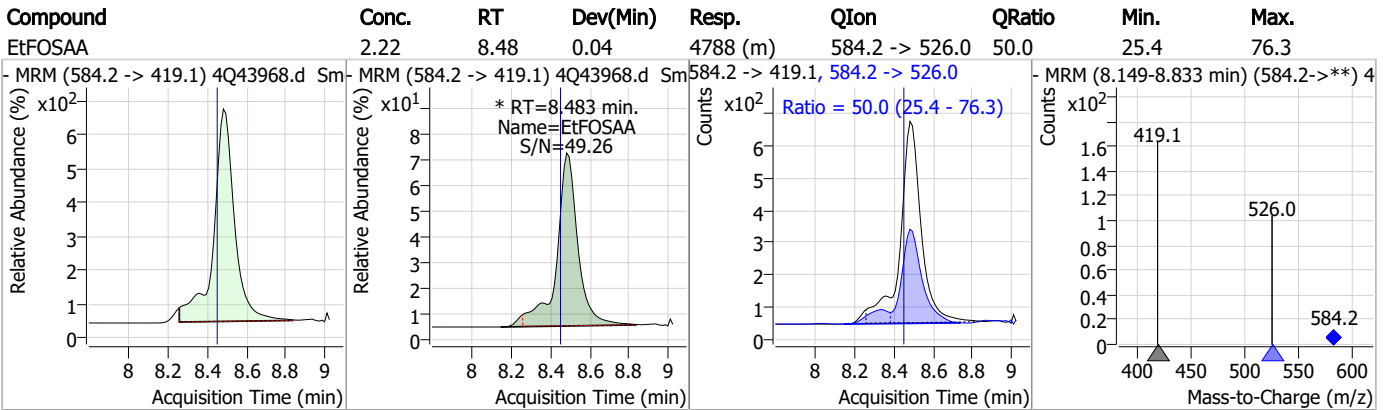 Compound Conc. RT Dev(Min) Resp. QIon QRatio Min. Max.
EtFOSAA 2.22 8.48 0.04 4788 (m) 584.2 -> 526.0 50.0 25.4 76.3
- MRM (584.2 -> 419.1) 4Q43968.d Sm
Relative Abundance (%)
x10²
6
5
4
3
2
1
0
8 8.2 8.4 8.6 8.8 9
Acquisition Time (min)
- MRM (584.2 -> 419.1) 4Q43968.d Sm
Relative Abundance (%)
x10¹
* RT=8.483 min.
Name=EtFOSAA
S/N=49.26
8
7
6
5
4
3
2
1
0
8 8.2 8.4 8.6 8.8 9
Acquisition Time (min)
584.2 -> 419.1, 584.2 -> 526.0
Counts
x10²
Ratio = 50.0 (25.4 - 76.3)
6
5
4
3
2
1
0
8 8.2 8.4 8.6 8.8 9
Acquisition Time (min)
- MRM (8.149-8.833 min) (584.2->**) 4
Counts
x10²
419.1
526.0
584.2
1.6
1.4
1.2
1
0.8
0.6
0.4
0.2
0
400 450 500 550 600
Mass-to-Charge (m/z)